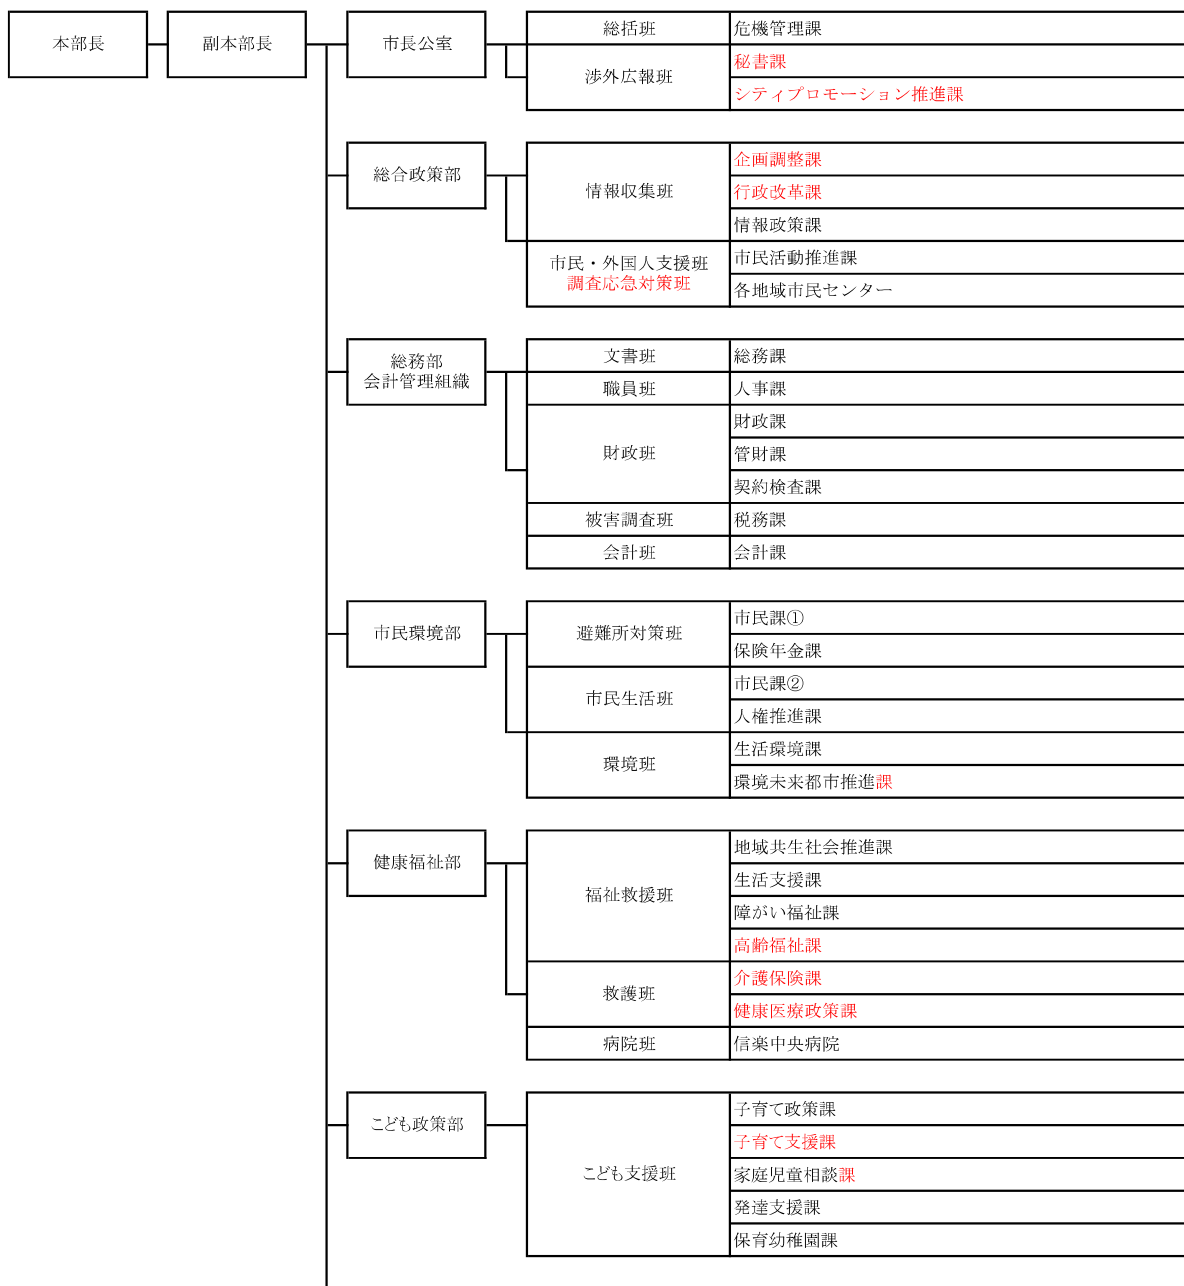 本部長
副本部長
市長公室
総括班
危機管理課
渉外広報班
秘書課
シティプロモーション推進課
総合政策部
情報収集班
企画調整課
行政改革課
情報政策課
市民・外国人支援班
調査応急対策班
市民活動推進課
各地域市民センター
総務部
会計管理組織
文書班
総務課
職員班
人事課
財政班
財政課
管財課
契約検査課
被害調査班
税務課
会計班
会計課
市民環境部
避難所対策班
市民課①
保険年金課
市民生活班
市民課②
人権推進課
環境班
生活環境課
環境未来都市推進課
健康福祉部
福祉救援班
地域共生社会推進課
生活支援課
障がい福祉課
高齢福祉課
救護班
介護保険課
健康医療政策課
病院班
信楽中央病院
こども政策部
こども支援班
子育て政策課
子育て支援課
家庭児童相談課
発達支援課
保育幼稚園課